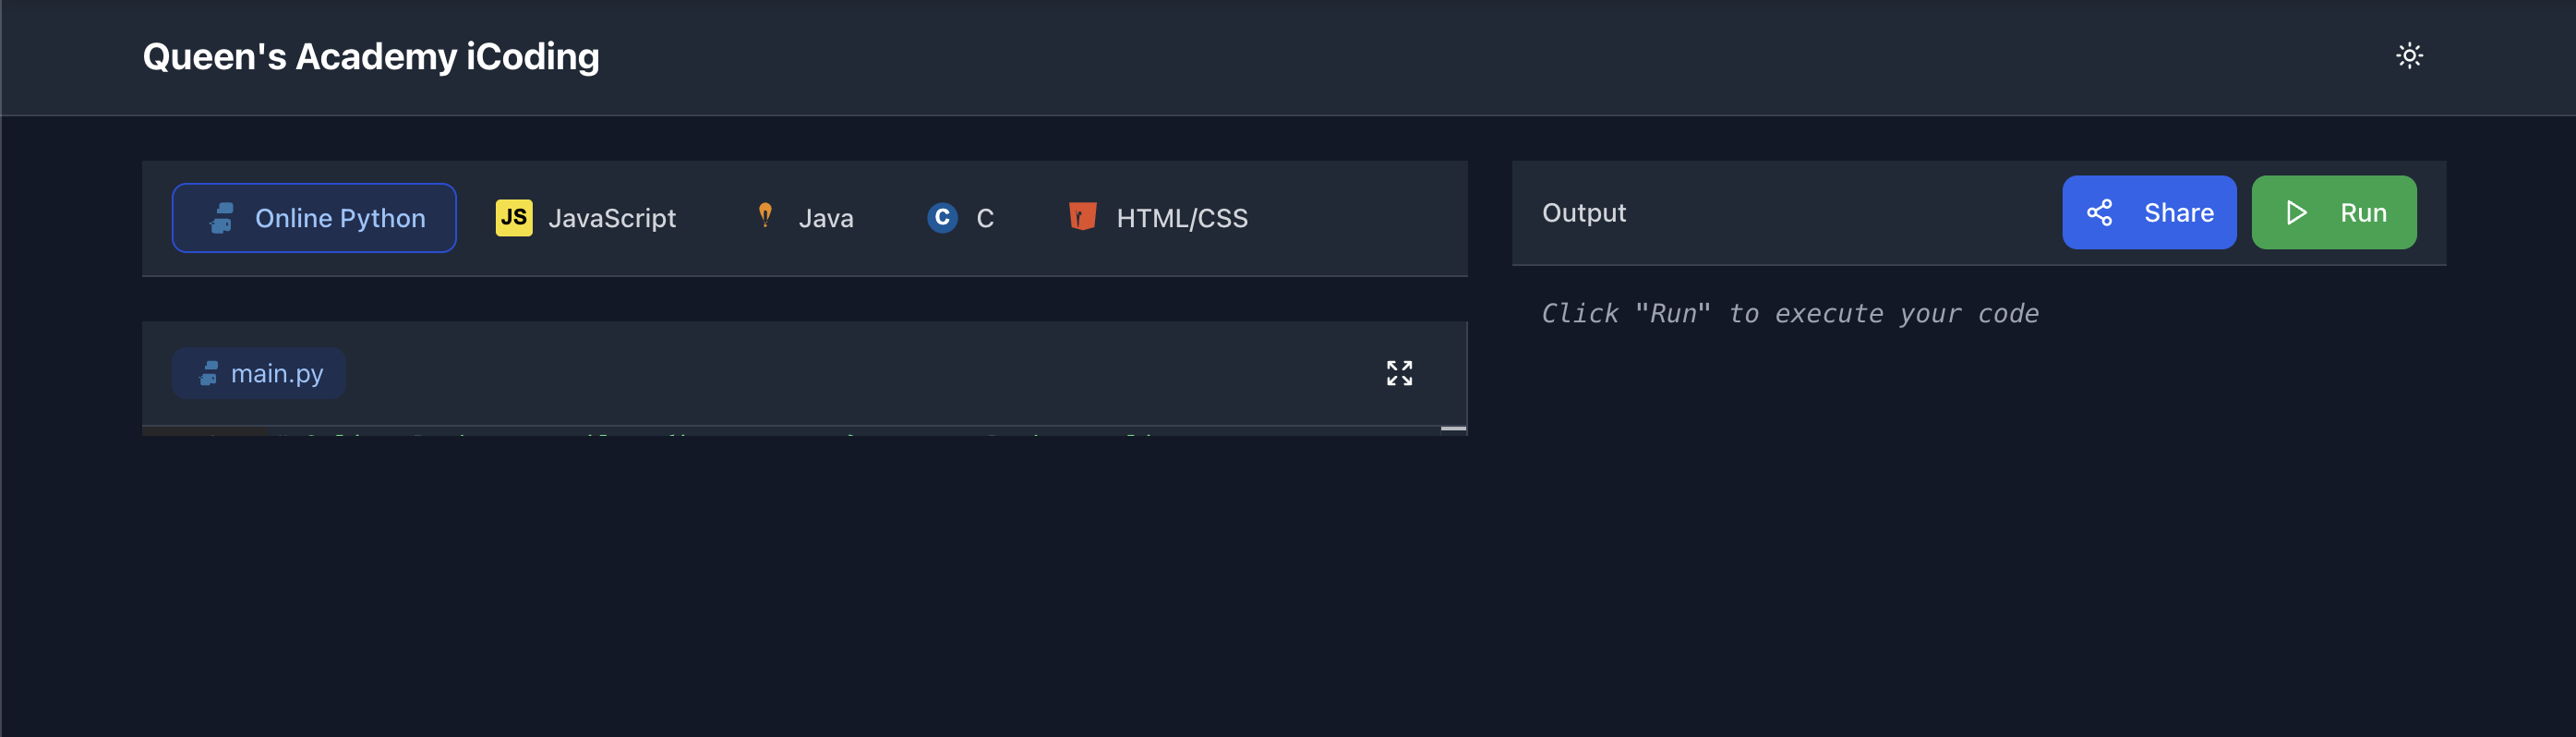 Queen's Academy iCoding
Online Python
JS JavaScript
Java
C C
HTML/CSS
main.py
Output
Share
Run
Click "Run" to execute your code